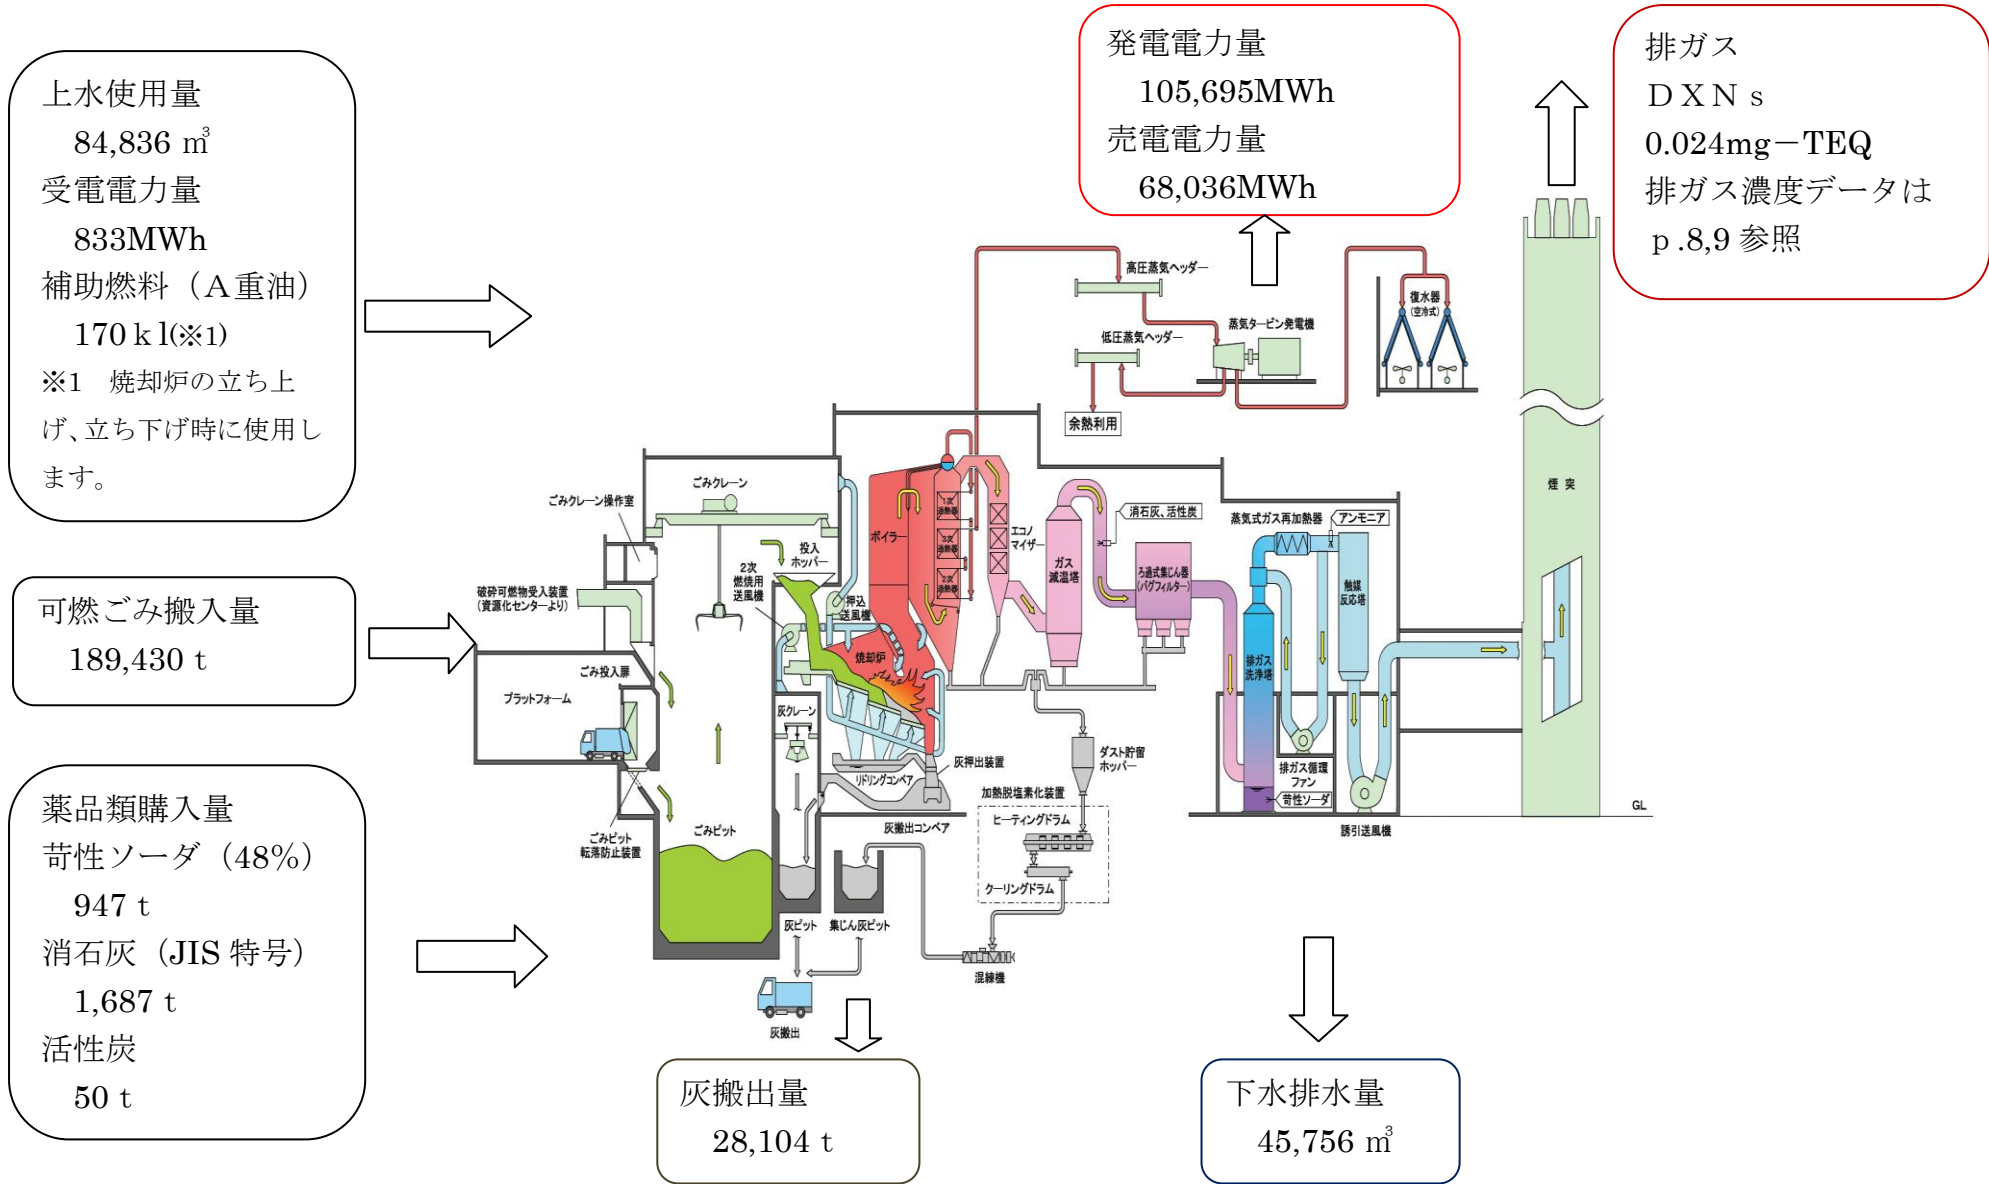 上水使用量
84,836 ㎥
受電電力量
833MWh
補助燃料（A重油）
170ｋl(※1)
※1　焼却炉の立ち上
げ、立ち下げ時に使用し
ます。
可燃ごみ搬入量
189,430 t
薬品類購入量
苛性ソーダ（48%）
947 t
消石灰（JIS 特号）
1,687 t
活性炭
50 t
発電電力量
105,695MWh
売電電力量
68,036MWh
排ガス
ＤＸＮｓ
0.024mg－TEQ
排ガス濃度データは
ｐ.8,9 参照
高圧蒸気ヘッダー
低圧蒸気ヘッダー
蒸気タービン発電機
復水器
(空冷式)
余熱利用
煙 突
ごみクレーン操作室
ごみクレーン
投入
ホッパー
2次
燃焼用
送風機
押込
送風機
破砕可燃物受入装置
(資源化センターより)
ごみ投入扉
プラットフォーム
ごみピット
転落防止装置
ごみピット
灰クレーン
焼却炉
ボイラー
1次
過熱器
3次
過熱器
2次
過熱器
エコノ
マイザー
ガス
減温塔
消石灰、活性炭
ろ過式集じん器
(バグフィルター)
蒸気式ガス再加熱器
アンモニア
触媒
反応塔
排ガス
洗浄塔
排ガス循環
ファン
苛性ソーダ
誘引送風機
GL
リドリングコンベア
灰押出装置
灰搬出コンベア
ダスト貯留
ホッパー
加熱脱塩素化装置
ヒーティングドラム
クーリングドラム
混練機
灰ピット
集じん灰ピット
灰搬出
灰搬出量
28,104 t
下水排水量
45,756 ㎥